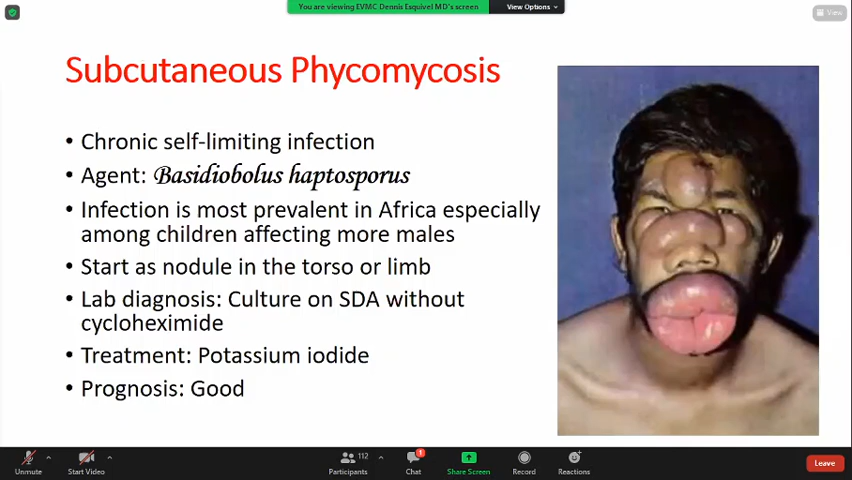 You are viewing EVMC Dennis Esquivel MD's screen
View Options
View
Subcutaneous Phycomycosis
• Chronic self-limiting infection
• Agent: Basidiobolus haptosporus
• Infection is most prevalent in Africa especially
among children affecting more males
• Start as nodule in the torso or limb
• Lab diagnosis: Culture on SDA without
cycloheximide
• Treatment: Potassium iodide
• Prognosis: Good
Unmute
Start Video
112
Participants
1
Chat
Share Screen
Record
Reactions
Leave